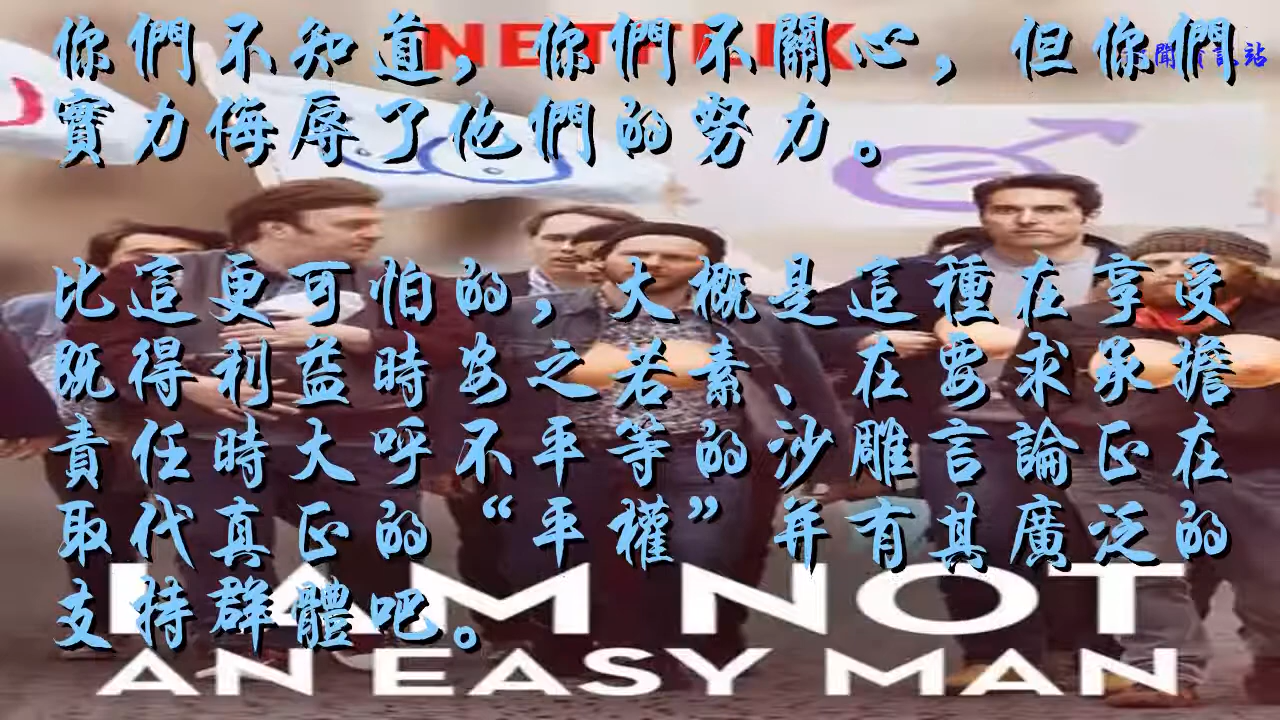 NETFLIX
你們不知道，你們不關心，但你們
實力侮辱了他們的努力。
比這更可怕的，大概是這種在享受
既得利益時安之若素、在要求承擔
責任時大呼不平等的沙雕言論正在
取代真正的“平權”并有其廣泛的
支持群體吧。
I AM NOT
AN EASY MAN